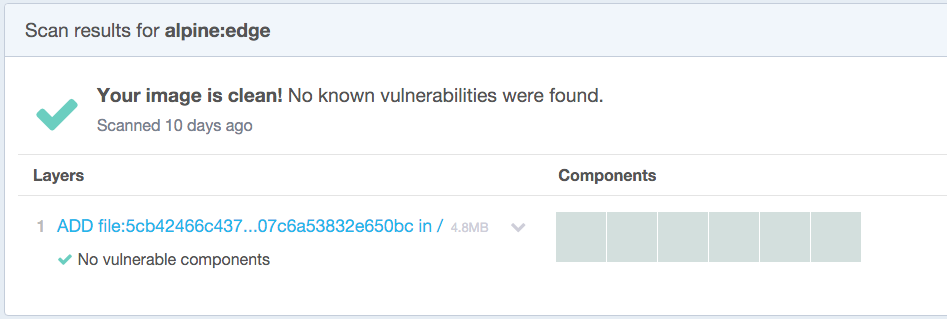 Scan results for alpine:edge
Your image is clean! No known vulnerabilities were found.
Scanned 10 days ago
Layers Components
1 ADD file:5cb42466c437...07c6a53832e650bc in / 4.8MB
No vulnerable components